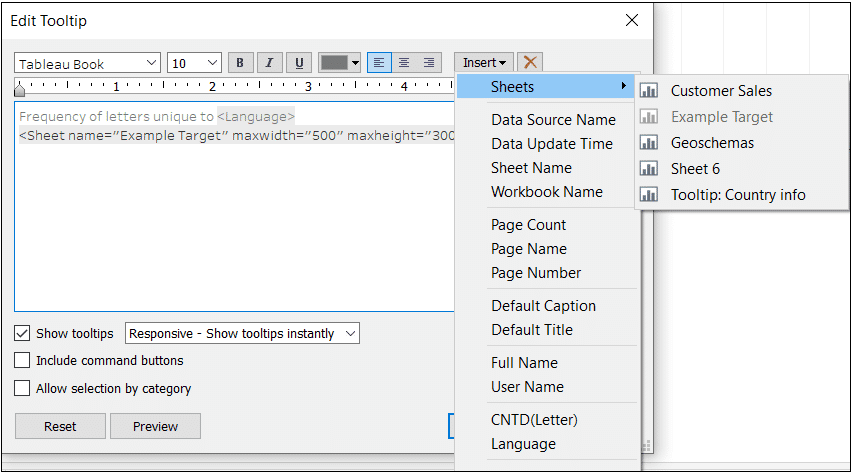 Edit Tooltip
Tableau Book 10 B I U Insert
1 2 3 4
Frequency of letters unique to <Language>
<Sheet name="Example Target" maxwidth="500" maxheight="300
Show tooltips Responsive - Show tooltips instantly
Include command buttons
Allow selection by category
Reset Preview
Sheets
Data Source Name
Data Update Time
Sheet Name
Workbook Name
Page Count
Page Name
Page Number
Default Caption
Default Title
Full Name
User Name
CNTD(Letter)
Language
Customer Sales
Example Target
Geoschemas
Sheet 6
Tooltip: Country info